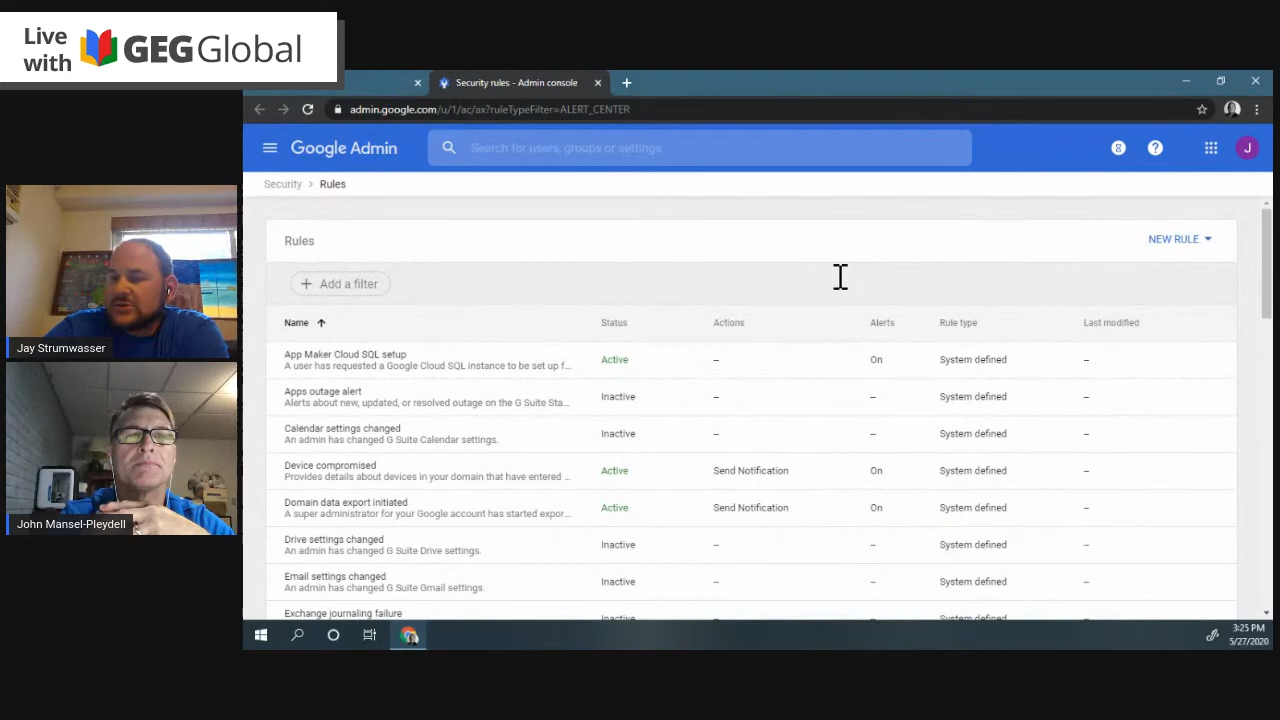 Live
with
GEG Global
Security rules - Admin console
admin.google.com/u/1/ac/ax?ruleTypeFilter=ALERT_CENTER
Google Admin
Search for users, groups or settings
J
Security > Rules
Rules
NEW RULE
+ Add a filter
Name Status Actions Alerts Rule type Last modified
App Maker Cloud SQL setup
A user has requested a Google Cloud SQL instance to be set up f...
Active -- On System defined --
Apps outage alert
Alerts about new, updated, or resolved outage on the G Suite Sta...
Inactive -- -- System defined --
Calendar settings changed
An admin has changed G Suite Calendar settings.
Inactive -- -- System defined --
Device compromised
Provides details about devices in your domain that have entered ...
Active Send Notification On System defined --
Domain data export initiated
A super administrator for your Google account has started expor...
Active Send Notification On System defined --
Drive settings changed
An admin has changed G Suite Drive settings.
Inactive -- -- System defined --
Email settings changed
An admin has changed G Suite Gmail settings.
Inactive -- -- System defined --
Exchange journaling failure
Inactive -- -- System defined --
Jay Strumwasser
John Mansel-Pleydell
3:25 PM
5/27/2020